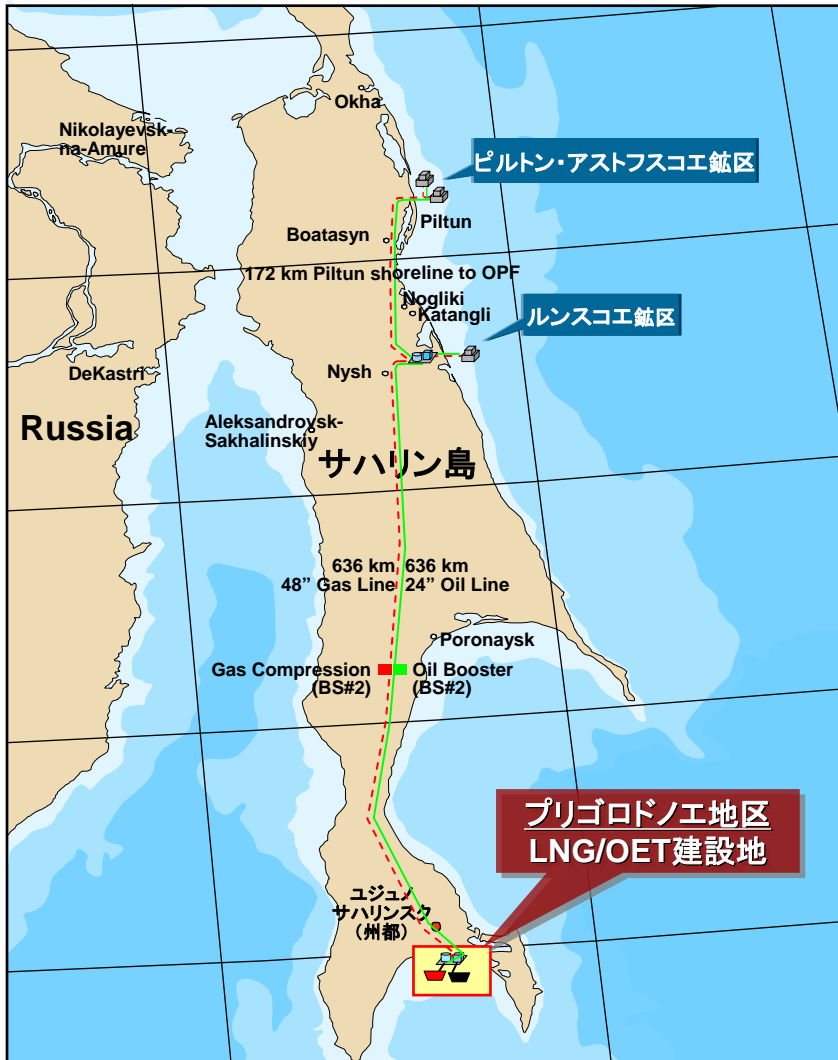 Okha
Nikolayevsk-
na-Amure
ピルトン・アストフスコエ鉱区
Piltun
Boatasyn
172 km Piltun shoreline to OPF
Nogliki
Katangli
ルンスコエ鉱区
DeKastri
Nysh
Aleksandrovsk-
Sakhalinskiy
Russia
サハリン島
636 km
48” Gas Line
636 km
24” Oil Line
Poronaysk
Gas Compression
(BS#2)
Oil Booster
(BS#2)
プリゴロドノエ地区
LNG/OET建設地
ユジュノ
サハリンスク
（州都）